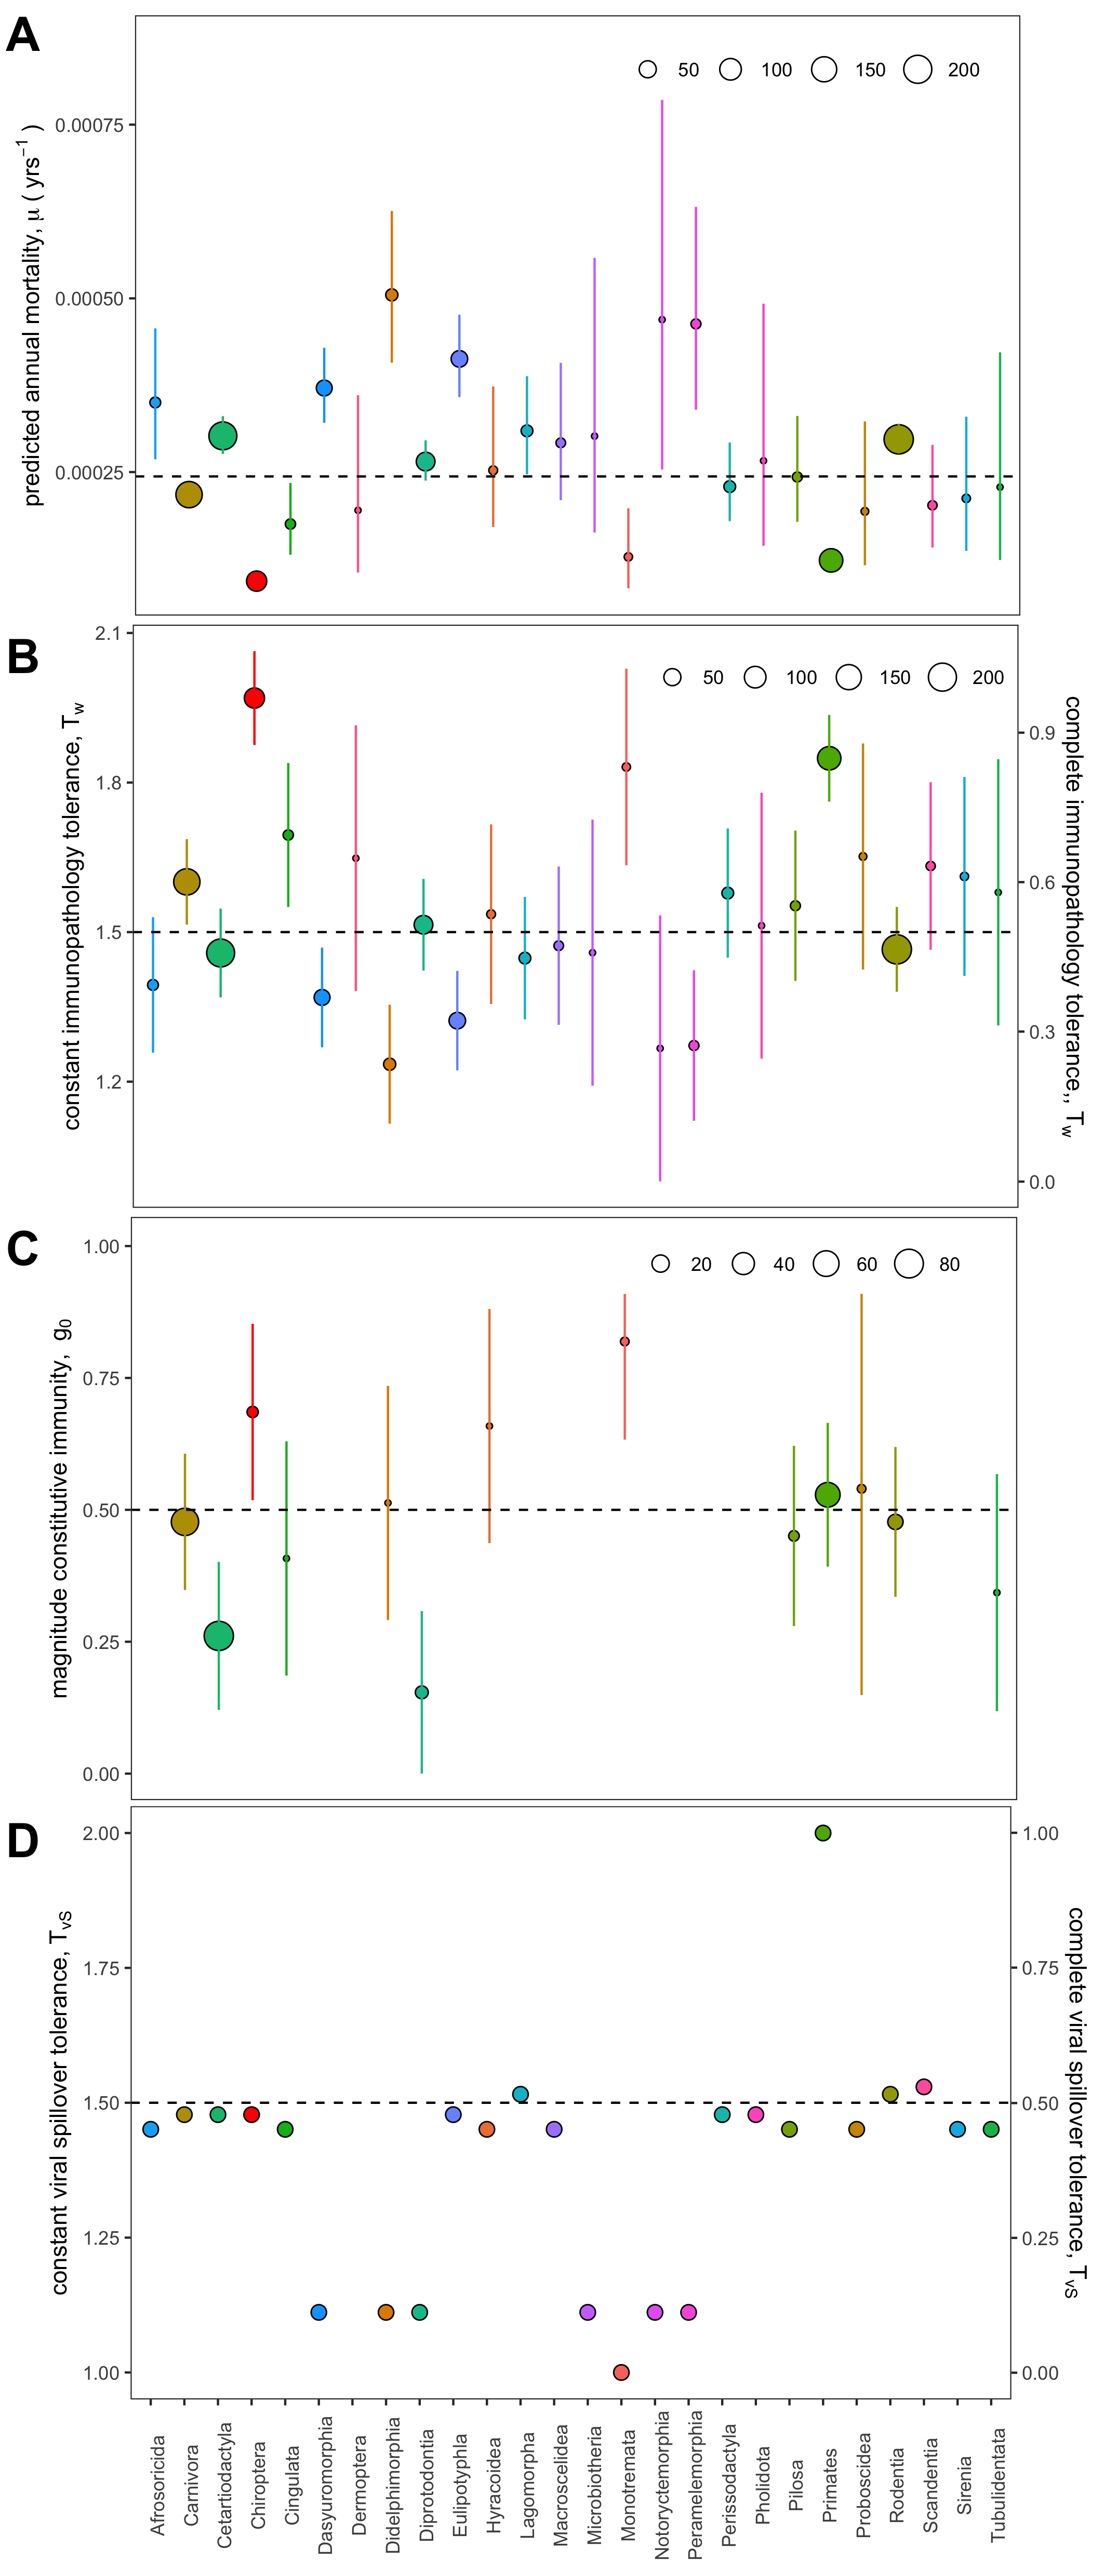 A
predicted annual mortality, μ ( yrs⁻¹ )
50 100 150 200
0.00075
0.00050
0.00025
B
constant immunopathology tolerance, Tw
complete immunopathology tolerance,, Tw
50 100 150 200
2.1
1.8
1.5
1.2
0.9
0.6
0.3
0.0
C
magnitude constitutive immunity, g0
20 40 60 80
1.00
0.75
0.50
0.25
0.00
D
constant viral spillover tolerance, TvS
complete viral spillover tolerance, TvS
2.00
1.75
1.50
1.25
1.00
1.00
0.75
0.50
0.25
0.00
Afrosoricida
Carnivora
Cetartiodactyla
Chiroptera
Cingulata
Dasyuromorphia
Dermoptera
Didelphimorphia
Diprotodontia
Eulipotyphla
Hyracoidea
Lagomorpha
Macroscelidea
Microbiotheria
Monotremata
Notoryctemorphia
Peramelemorphia
Perissodactyla
Pholidota
Pilosa
Primates
Proboscidea
Rodentia
Scandentia
Sirenia
Tubulidentata